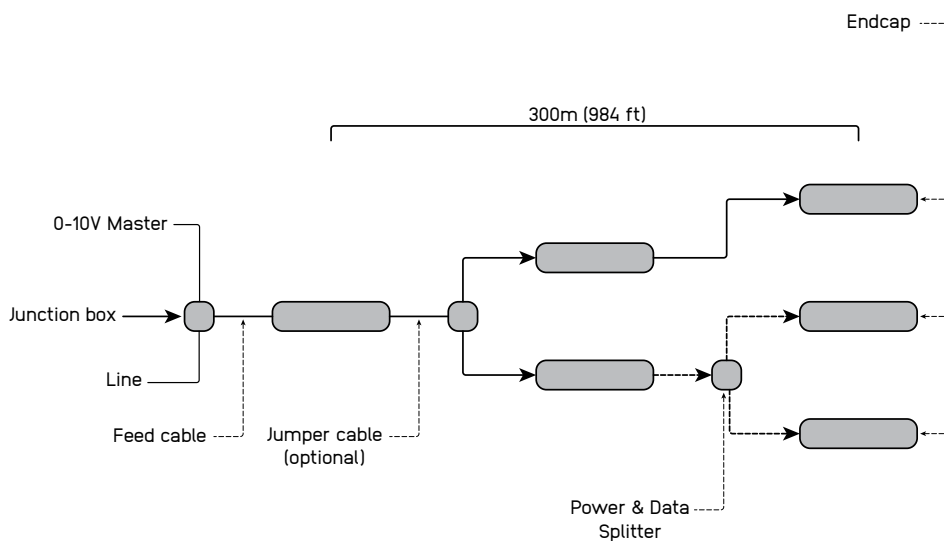 Endcap
300m (984 ft)
0-10V Master
Junction box
Line
Feed cable
Jumper cable
(optional)
Power & Data
Splitter